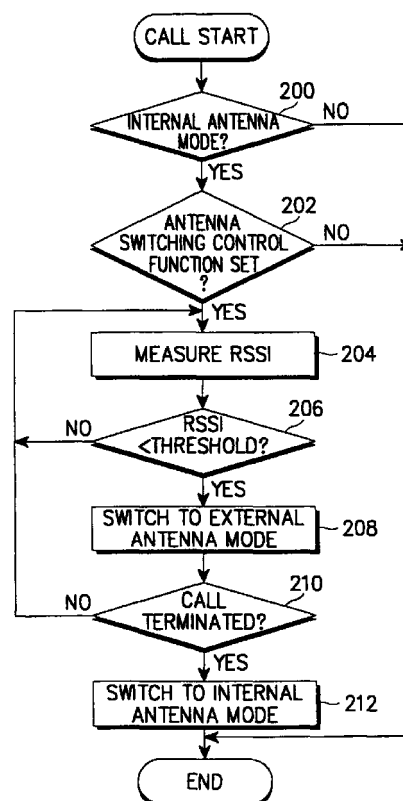 CALL START
200
INTERNAL ANTENNA
MODE?
NO
YES
202
ANTENNA
SWITCHING CONTROL
FUNCTION SET
?
NO
YES
MEASURE RSSI
204
206
RSSI
<THRESHOLD?
NO
YES
SWITCH TO EXTERNAL
ANTENNA MODE
208
210
CALL
TERMINATED?
NO
YES
SWITCH TO INTERNAL
ANTENNA MODE
212
END